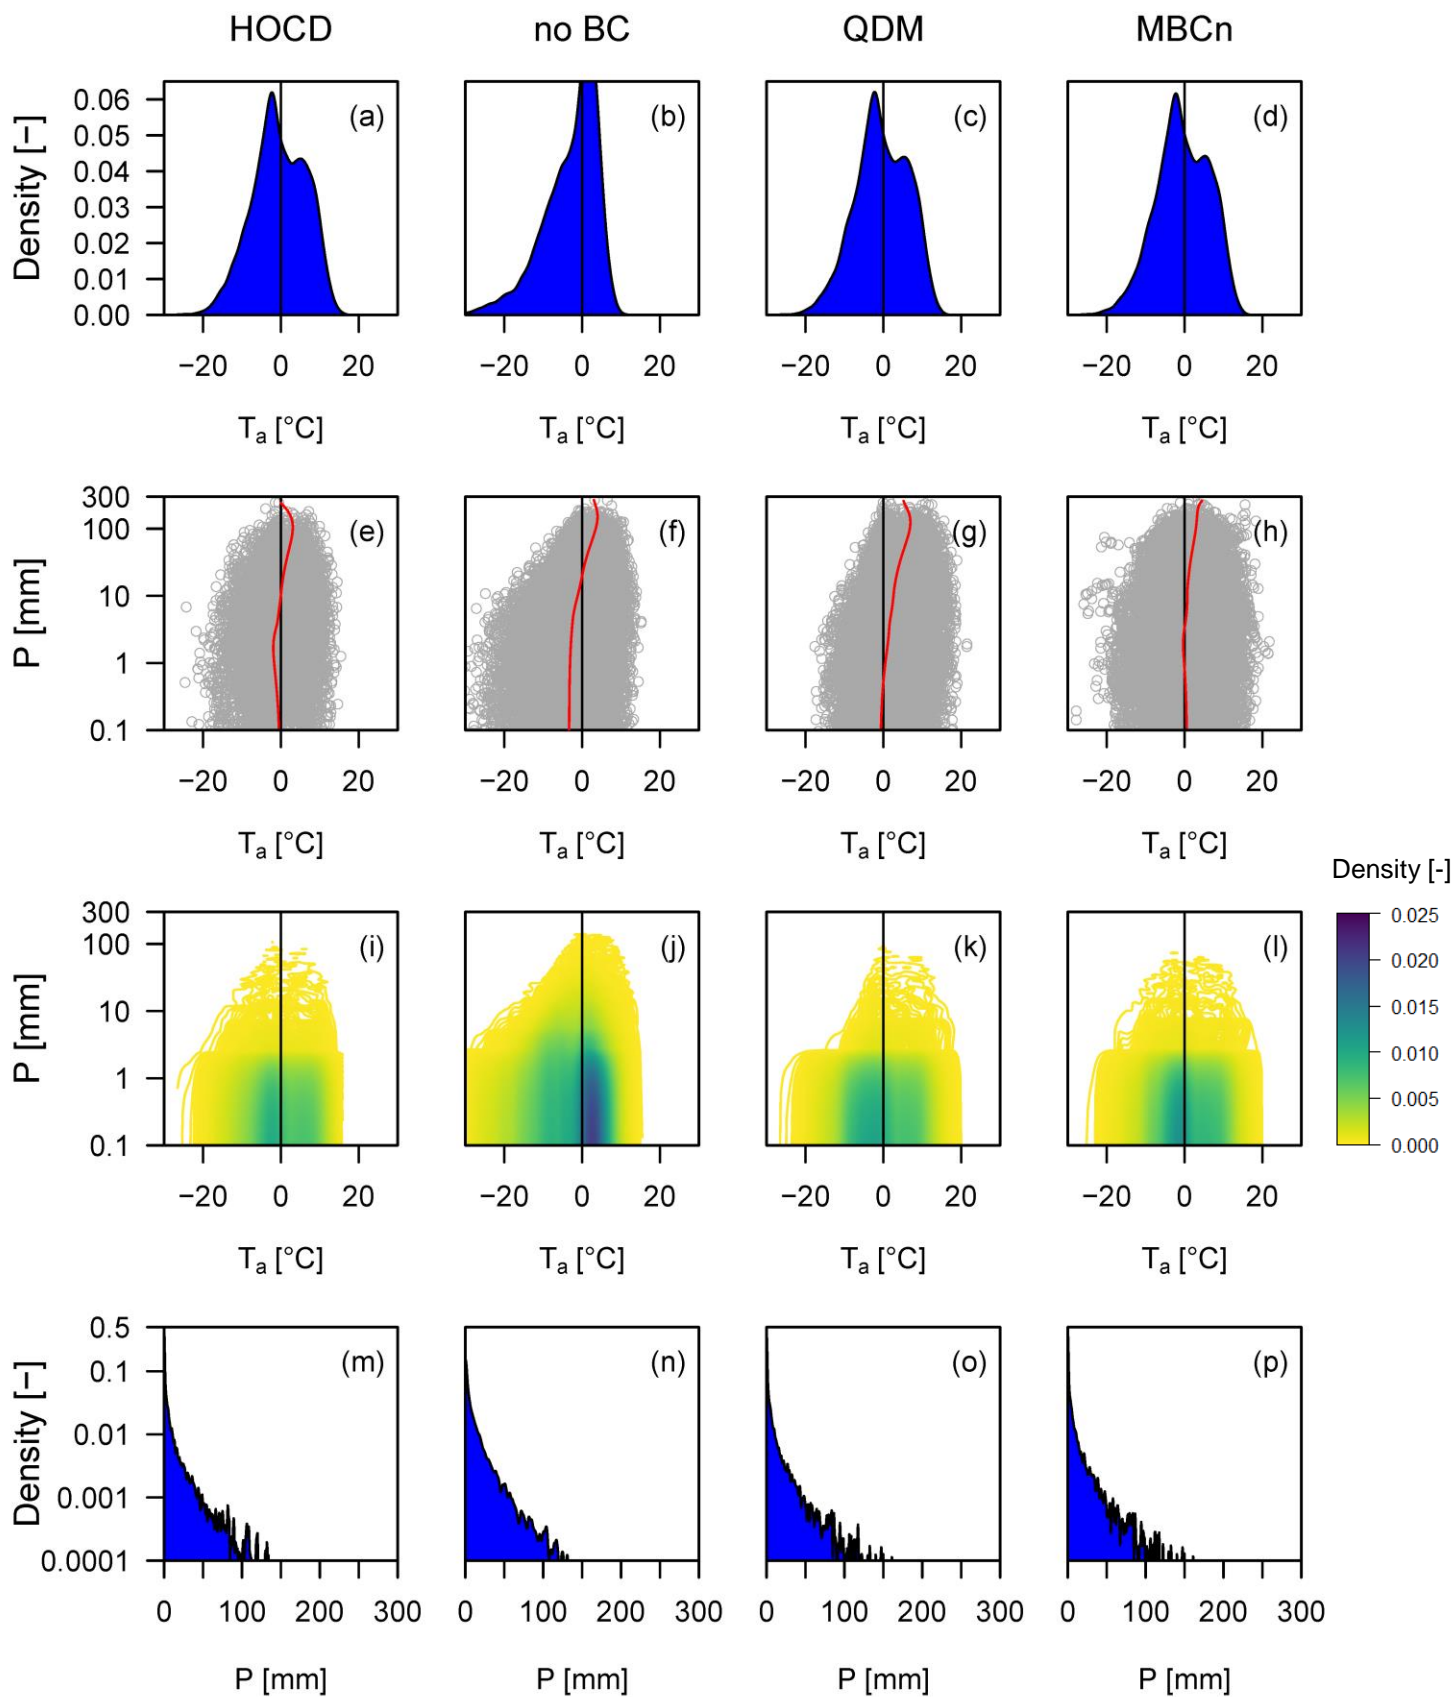 HOCD no BC QDM MBCn
Density [−]
0.06
0.05
0.04
0.03
0.02
0.01
0.00
(a) (b) (c) (d)
−20 0 20 −20 0 20 −20 0 20 −20 0 20
Ta [°C] Ta [°C] Ta [°C] Ta [°C]
P [mm]
300
100
10
1
0.1
(e) (f) (g) (h)
−20 0 20 −20 0 20 −20 0 20 −20 0 20
Ta [°C] Ta [°C] Ta [°C] Ta [°C]
P [mm]
300
100
10
1
0.1
(i) (j) (k) (l)
−20 0 20 −20 0 20 −20 0 20 −20 0 20
Ta [°C] Ta [°C] Ta [°C] Ta [°C]
Density [-]
0.025
0.020
0.015
0.010
0.005
0.000
Density [−]
0.5
0.1
0.01
0.001
0.0001
(m) (n) (o) (p)
0 100 200 300 0 100 200 300 0 100 200 300 0 100 200 300
P [mm] P [mm] P [mm] P [mm]